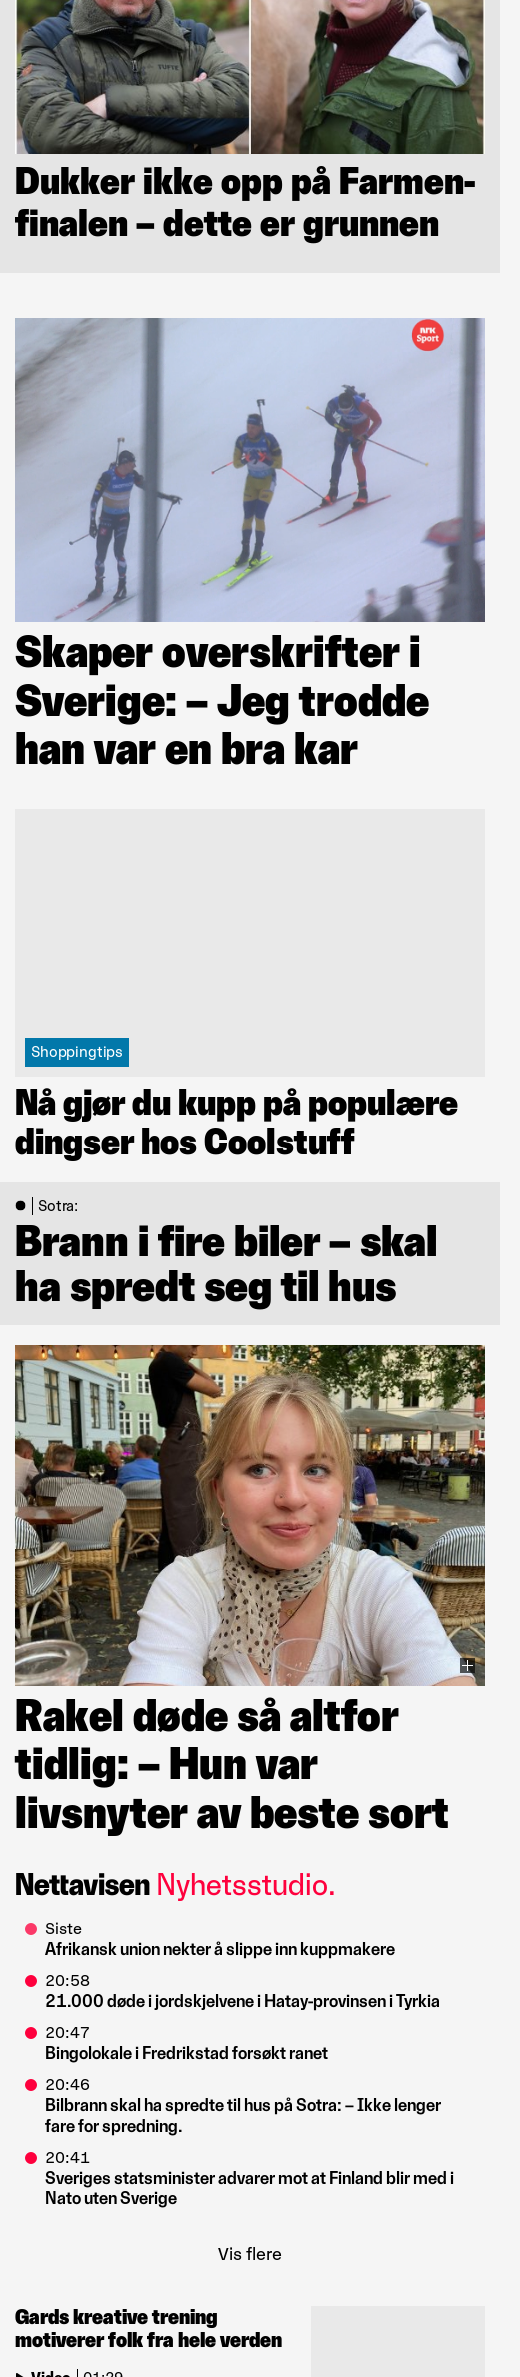 TUFTE
Dukker ikke opp på Farmen-
finalen – dette er grunnen
nrk
Sport
Skaper overskrifter i
Sverige: – Jeg trodde
han var en bra kar
Shoppingtips
Nå gjør du kupp på populære
dingser hos Coolstuff
Sotra:
Brann i fire biler – skal
ha spredt seg til hus
Rakel døde så altfor
tidlig: – Hun var
livsnyter av beste sort
Nettavisen Nyhetsstudio.
Siste
Afrikansk union nekter å slippe inn kuppmakere
20:58
21.000 døde i jordskjelvene i Hatay-provinsen i Tyrkia
20:47
Bingolokale i Fredrikstad forsøkt ranet
20:46
Bilbrann skal ha spredte til hus på Sotra: – Ikke lenger
fare for spredning.
20:41
Sveriges statsminister advarer mot at Finland blir med i
Nato uten Sverige
Vis flere
Gards kreative trening
motiverer folk fra hele verden
Video 01:29